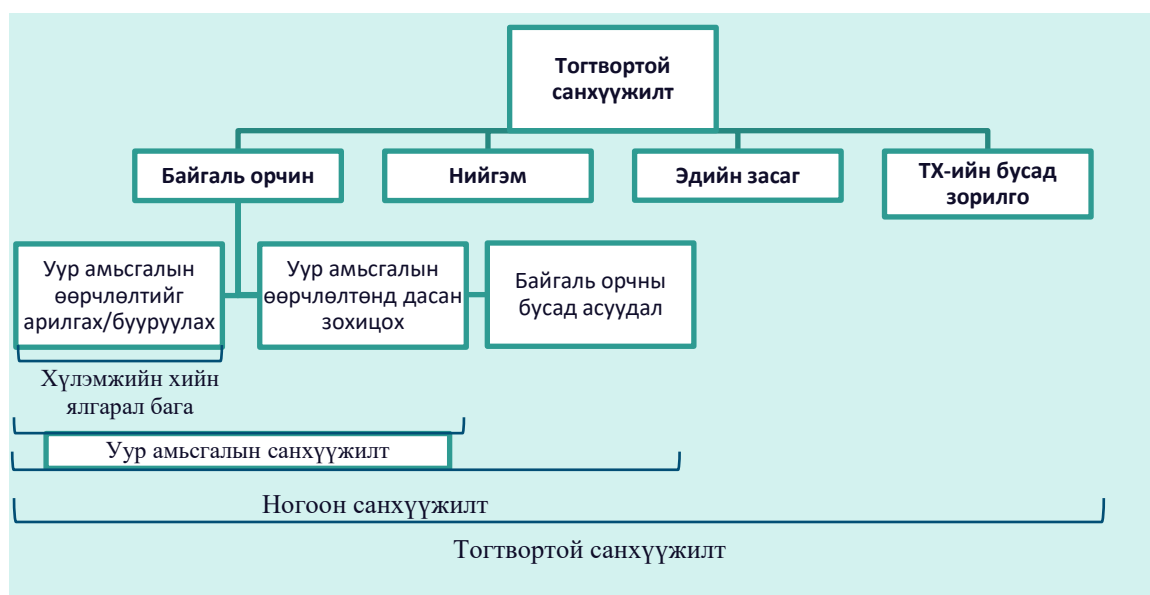 Тогтвортой
санхүүжилт
Байгаль орчин
Нийгэм
Эдийн засаг
ТХ-ийн бусад
зорилго
Уур амьсгалын
өөрчлөлтийг
арилгах/бууруулах
Уур амьсгалын
өөрчлөлтөнд дасан
зохицох
Байгаль орчны
бусад асуудал
Хүлэмжийн хийн
ялгарал бага
Уур амьсгалын санхүүжилт
Ногоон санхүүжилт
Тогтвортой санхүүжилт